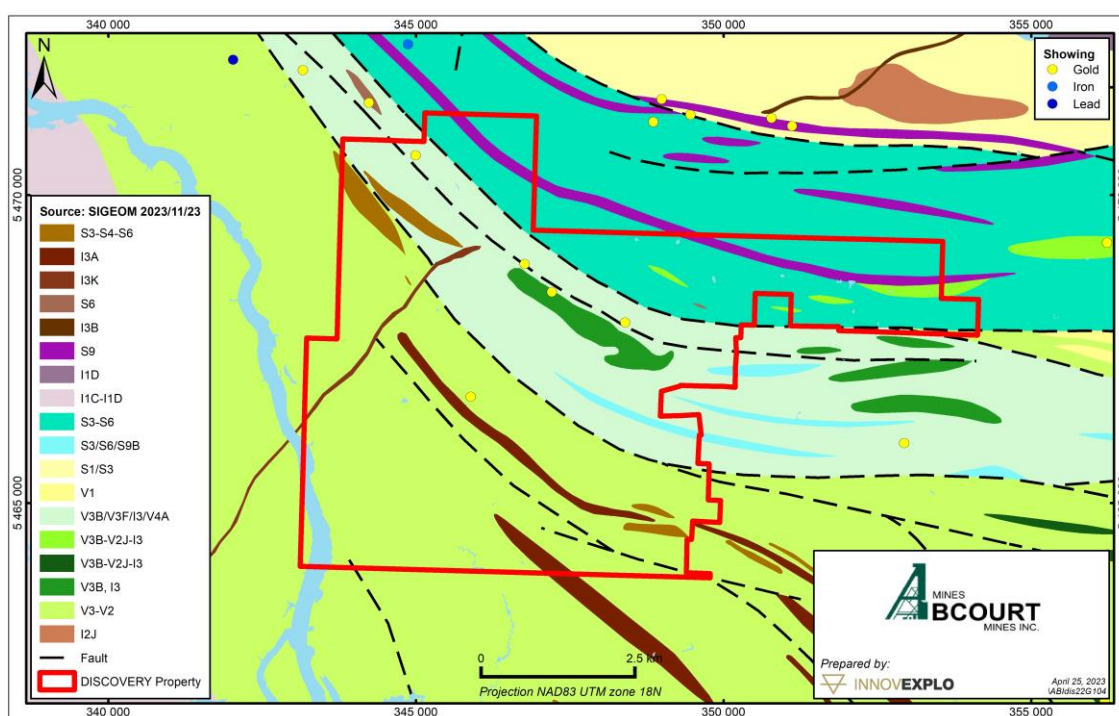 340 000
345 000
350 000
355 000
N
Showing
Gold
Iron
Lead
5 470 000
5 465 000
Source: SIGEOM 2023/11/23
S3-S4-S6
I3A
I3K
S6
I3B
S9
I1D
I1C-I1D
S3-S6
S3/S6/S9B
S1/S3
V1
V3B/V3F/I3/V4A
V3B-V2J-I3
V3B-V2J-I3
V3B, I3
V3-V2
I2J
Fault
DISCOVERY Property
0
2.5 km
Projection NAD83 UTM zone 18N
MINES
ABCOURT
MINES INC.
Prepared by:
INNOVEXPLO
April 25, 2023
\ABIdis22G104
340 000
345 000
350 000
355 000